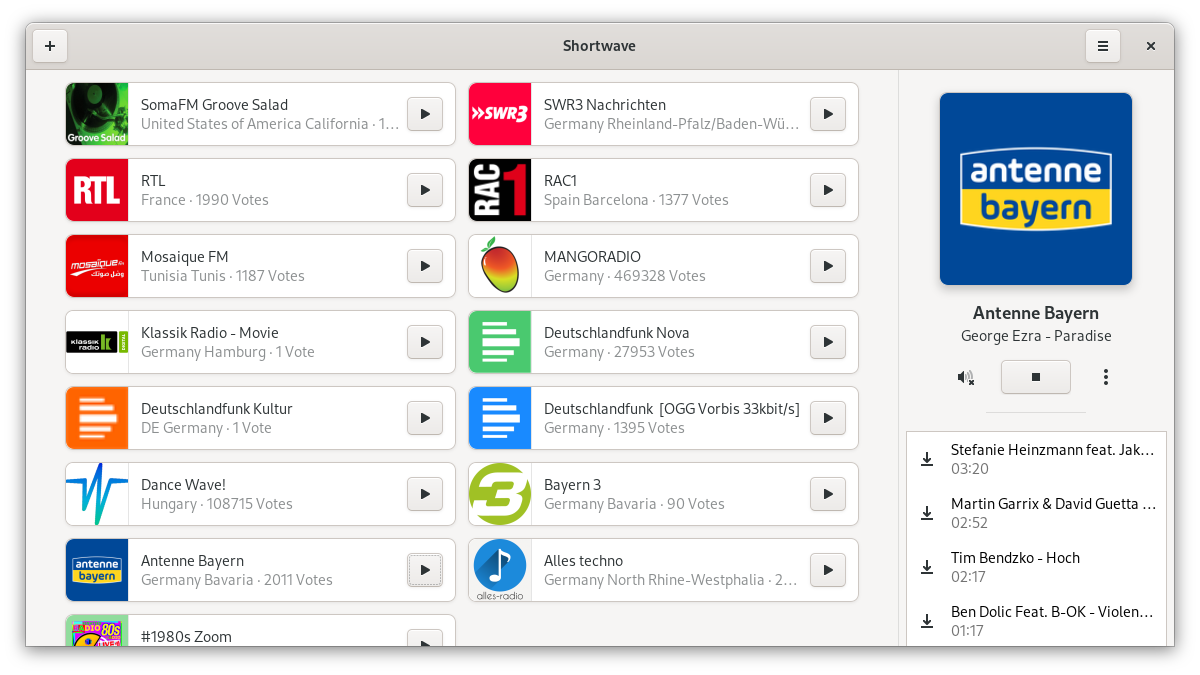 Shortwave
Groove Salad
SomaFM Groove Salad
United States of America California · 1…
SWR3
SWR3 Nachrichten
Germany Rheinland-Pfalz/Baden-Wü…
RTL
RTL
France · 1990 Votes
RAC1
RAC1
Spain Barcelona · 1377 Votes
mosaïque fm
Mosaique FM
Tunisia Tunis · 1187 Votes
MANGORADIO
Germany · 469328 Votes
klassik
radio
Klassik Radio - Movie
Germany Hamburg · 1 Vote
Deutschlandfunk Nova
Germany · 27953 Votes
Deutschlandfunk Kultur
DE Germany · 1 Vote
Deutschlandfunk  [OGG Vorbis 33kbit/s]
Germany · 1395 Votes
Dance Wave!
Hungary · 108715 Votes
3
Bayern 3
Germany Bavaria · 90 Votes
antenne
bayern
Antenne Bayern
Germany Bavaria · 2011 Votes
alles-radio
Alles techno
Germany North Rhine-Westphalia · 2…
RADIO 80s
LIVE
#1980s Zoom
antenne
bayern
Antenne Bayern
George Ezra - Paradise
Stefanie Heinzmann feat. Jak…
03:20
Martin Garrix & David Guetta …
02:52
Tim Bendzko - Hoch
02:17
Ben Dolic Feat. B-OK - Violen…
01:17